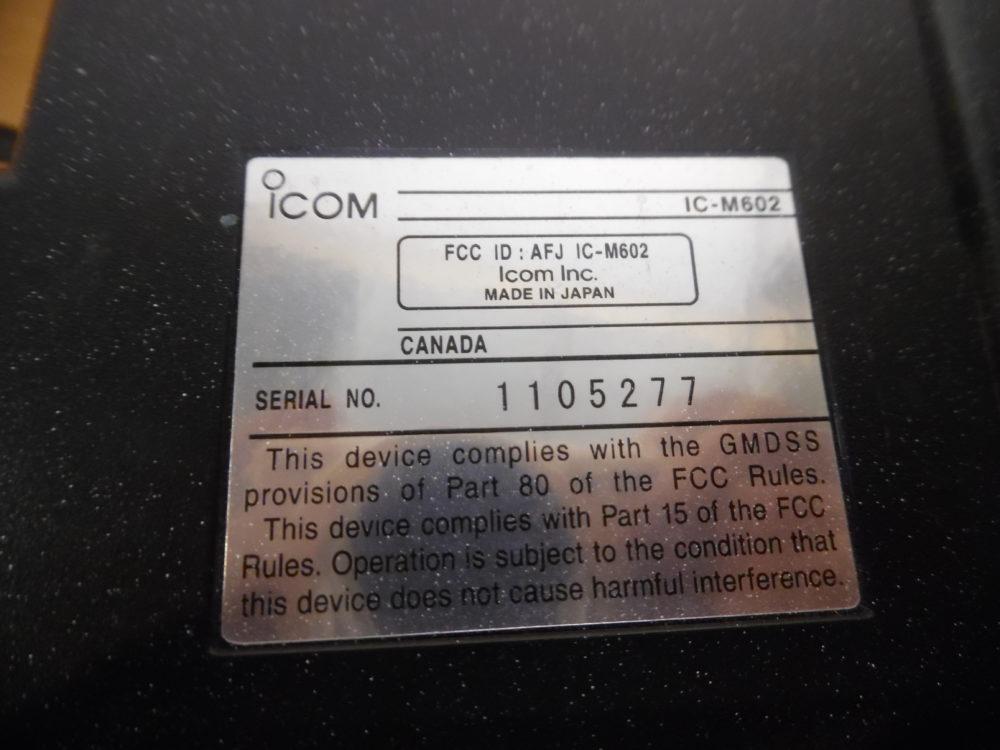 ICOM
IC-M602
FCC ID : AFJ IC-M602
Icom Inc.
MADE IN JAPAN
CANADA
SERIAL NO. 1105277
This device complies with the GMDSS
provisions of Part 80 of the FCC Rules.
This device complies with Part 15 of the FCC
Rules. Operation is subject to the condition that
this device does not cause harmful interference.